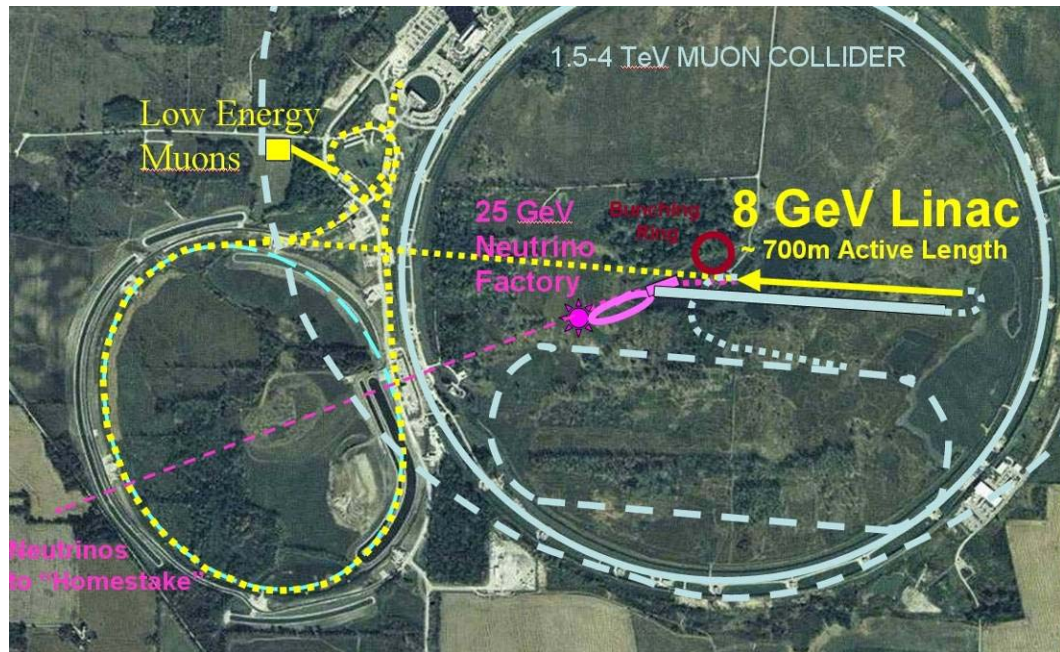 1.5-4 TeV MUON COLLIDER
Low Energy
Muons
25 GeV
Neutrino
Factory
Bunching
Ring
8 GeV Linac
~ 700m Active Length
Neutrinos
to "Homestake"